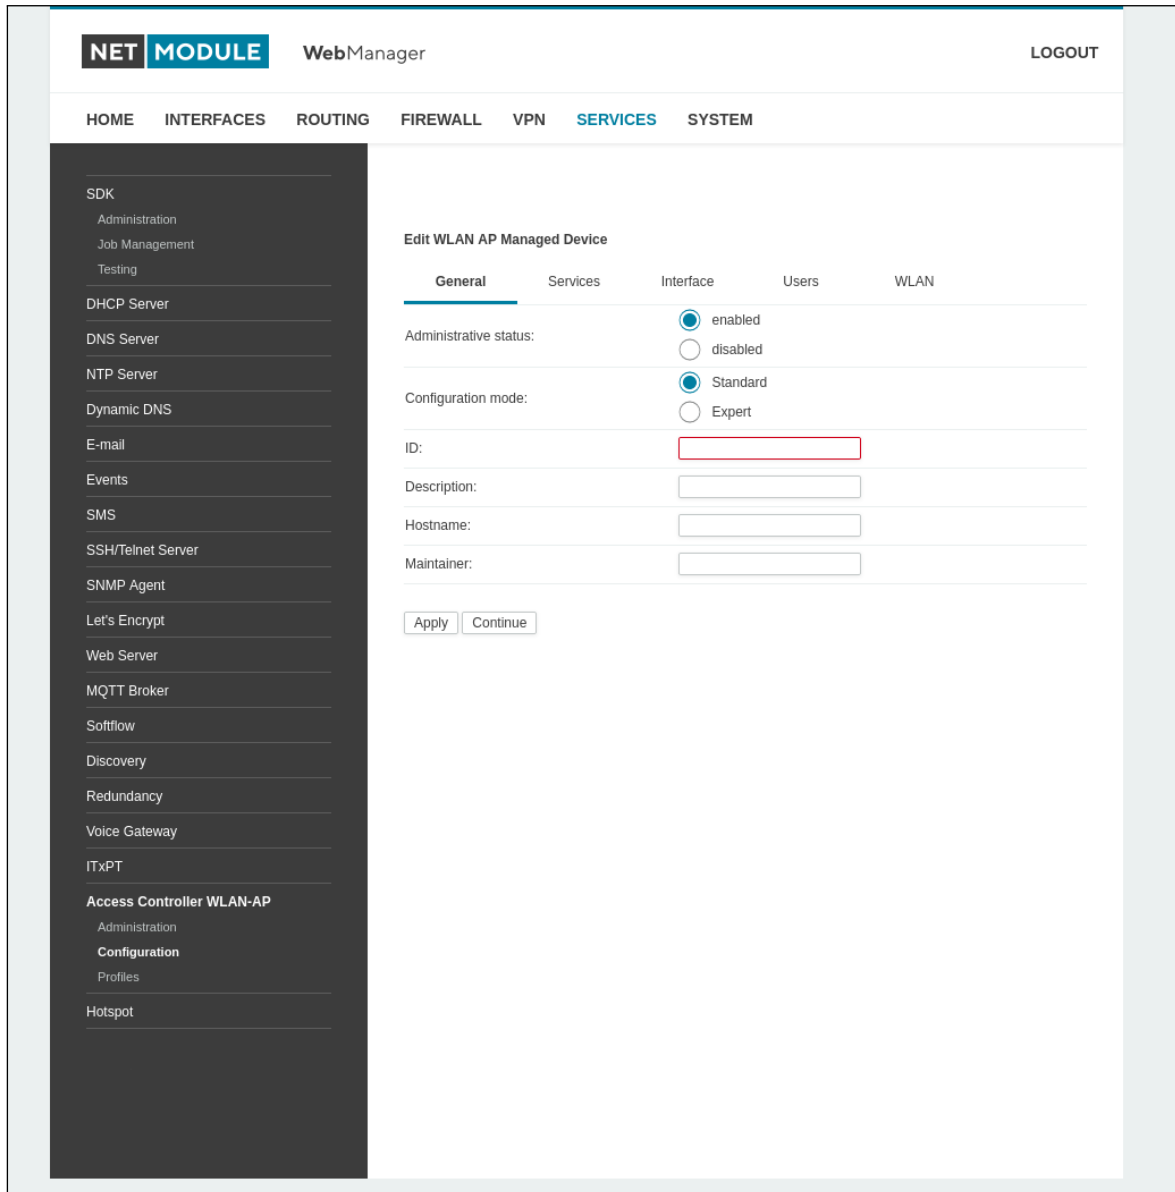 NET MODULE WebManager LOGOUT
HOME INTERFACES ROUTING FIREWALL VPN SERVICES SYSTEM
SDK
Administration
Job Management
Testing
DHCP Server
DNS Server
NTP Server
Dynamic DNS
E-mail
Events
SMS
SSH/Telnet Server
SNMP Agent
Let's Encrypt
Web Server
MQTT Broker
Softflow
Discovery
Redundancy
Voice Gateway
ITxPT
Access Controller WLAN-AP
Administration
Configuration
Profiles
Hotspot
Edit WLAN AP Managed Device
General Services Interface Users WLAN
Administrative status:
enabled
disabled
Configuration mode:
Standard
Expert
ID:
Description:
Hostname:
Maintainer:
Apply Continue